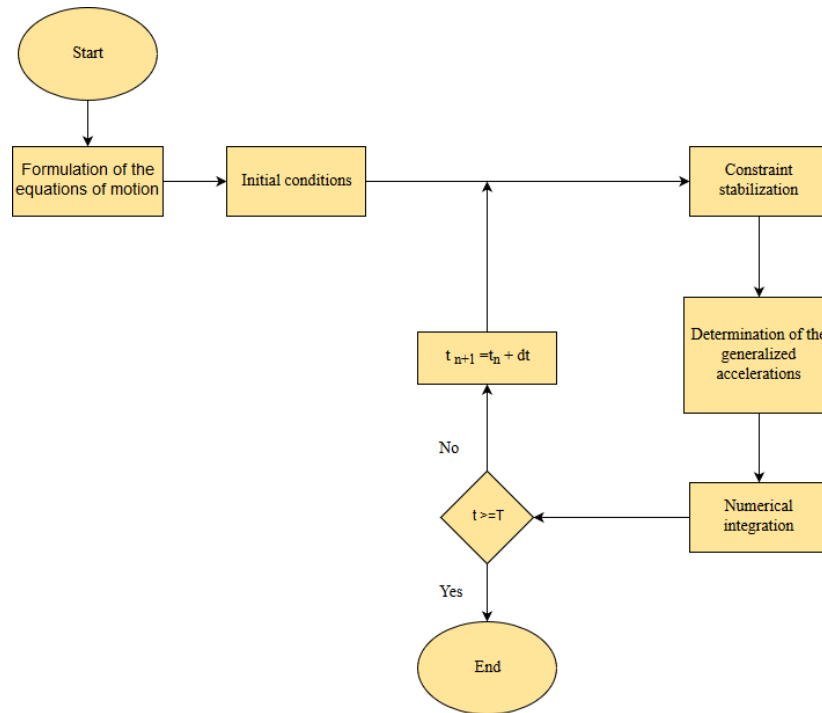 Start
Formulation of the
equations of motion
Initial conditions
Constraint
stabilization
Determination of the
generalized
accelerations
Numerical
integration
t >=T
No
t n+1 =tn + dt
Yes
End